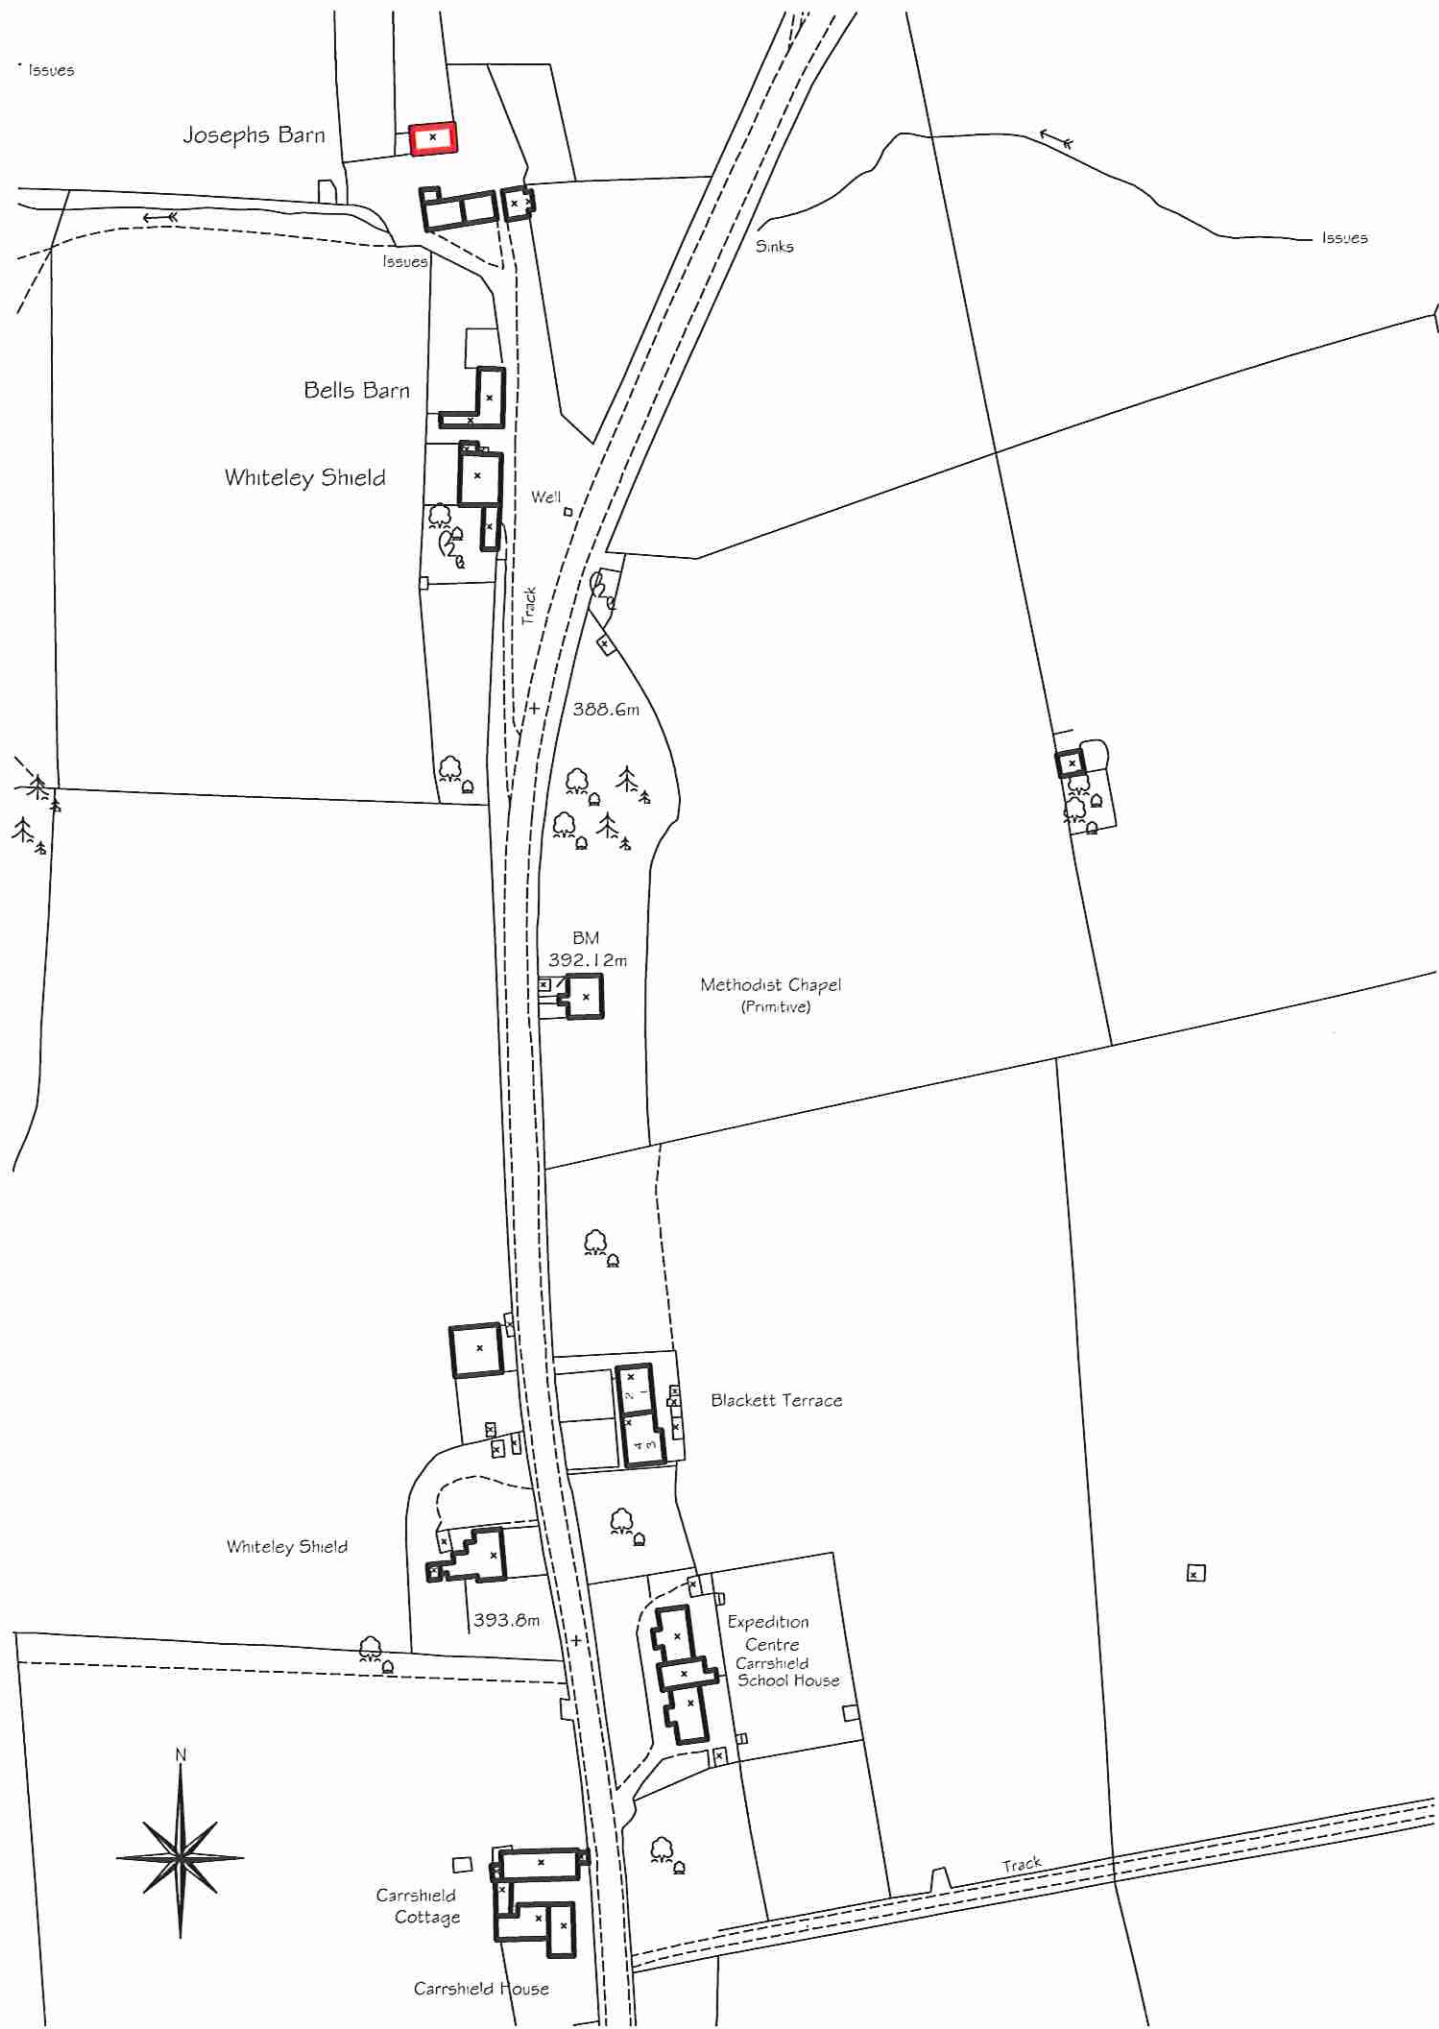 Issues
Josephs Barn
Issues
Sinks
Issues
Bells Barn
Whiteley Shield
Well
Track
388.6m
BM
392.12m
Methodist Chapel
(Primitive)
2
1
Blackett Terrace
4
3
Whiteley Shield
393.8m
Expedition
Centre
Carrshield
School House
N
Track
Carrshield
Cottage
Carrshield House